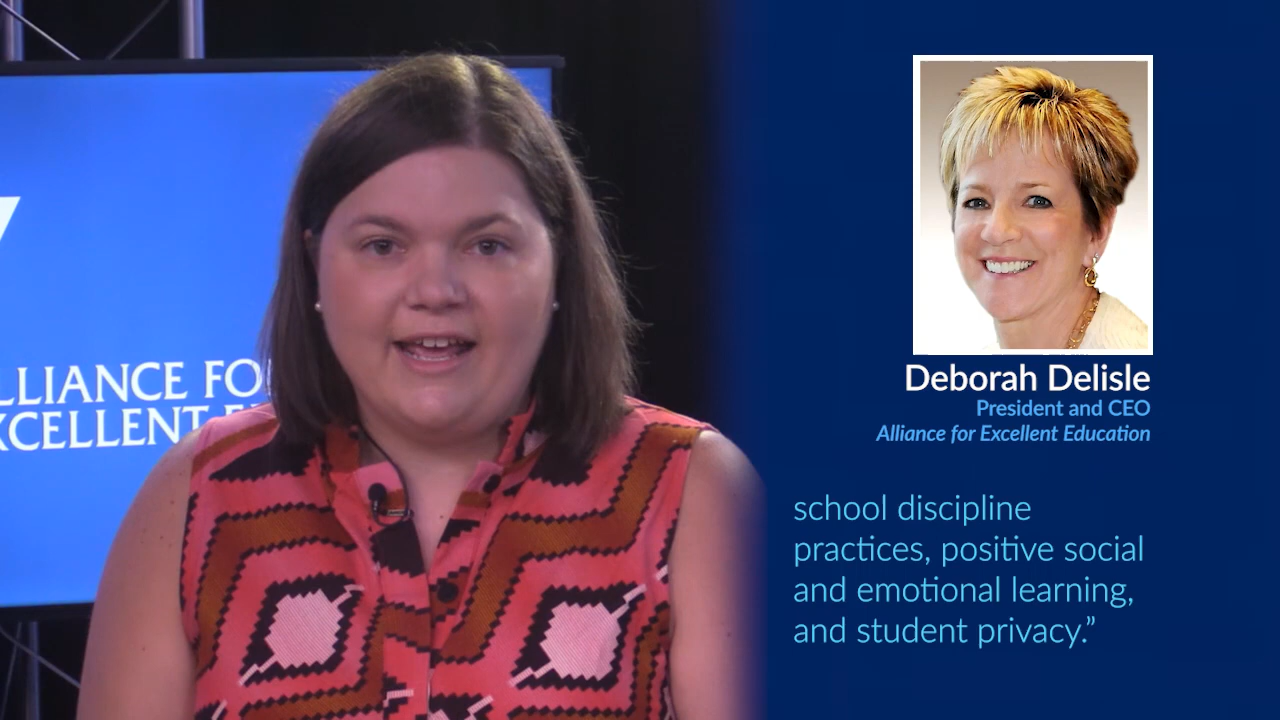 LLIANCE FO
XCELLENT
Deborah Delisle
President and CEO
Alliance for Excellent Education
school discipline
practices, positive social
and emotional learning,
and student privacy.”